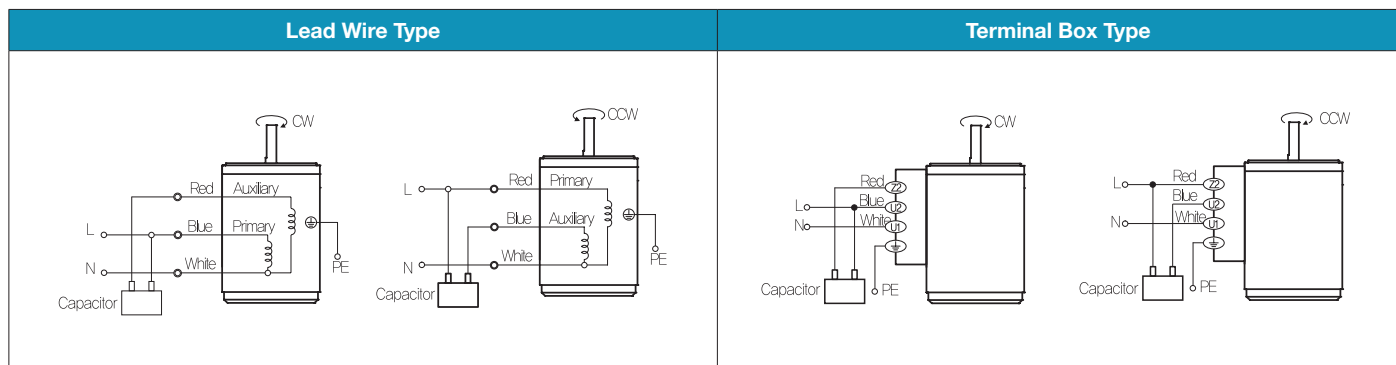 Lead Wire Type
Terminal Box Type
CW
Red Auxiliary
L Blue Primary
N White
PE
Capacitor
CCW
L Red Primary
Blue Auxiliary
N White
PE
Capacitor
CW
Red Z2
L Blue U2
N White U1
Capacitor PE
CCW
L Red Z2
Blue U2
N White U1
Capacitor PE